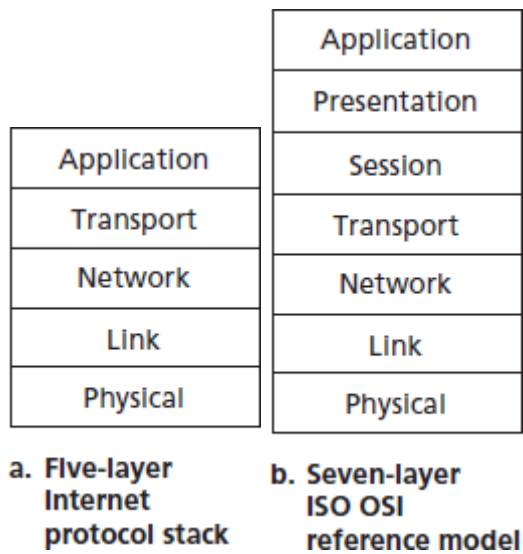 Application
Transport
Network
Link
Physical
a. Five-layer
Internet
protocol stack
Application
Presentation
Session
Transport
Network
Link
Physical
b. Seven-layer
ISO OSI
reference model